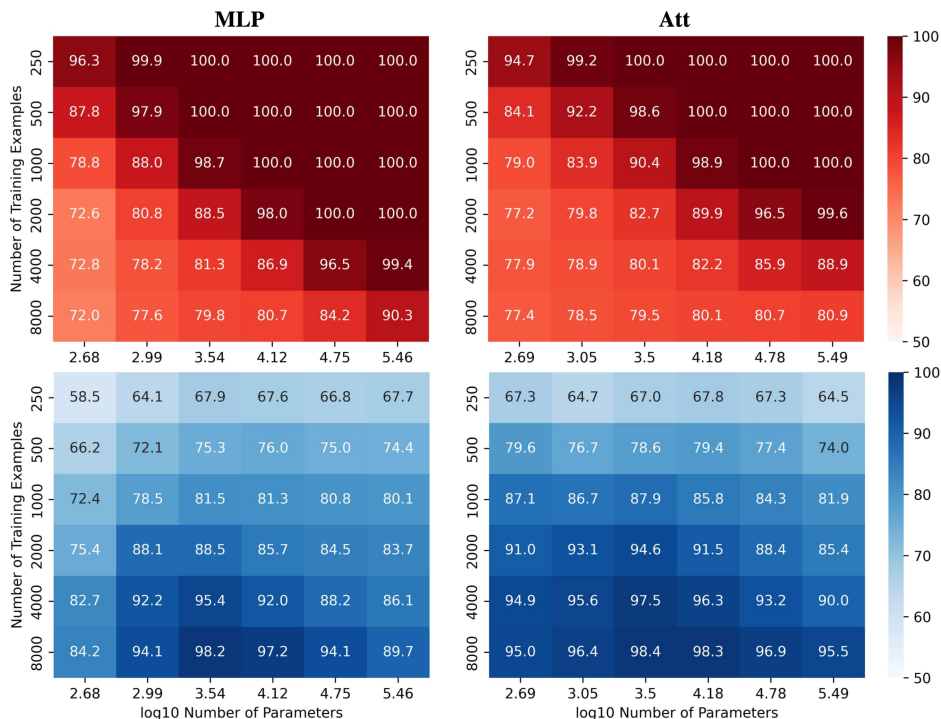 MLP
Att
Number of Training Examples
250 96.3 99.9 100.0 100.0 100.0 100.0
500 87.8 97.9 100.0 100.0 100.0 100.0
1000 78.8 88.0 98.7 100.0 100.0 100.0
2000 72.6 80.8 88.5 98.0 100.0 100.0
4000 72.8 78.2 81.3 86.9 96.5 99.4
8000 72.0 77.6 79.8 80.7 84.2 90.3
2.68 2.99 3.54 4.12 4.75 5.46
250 94.7 99.2 100.0 100.0 100.0 100.0
500 84.1 92.2 98.6 100.0 100.0 100.0
1000 79.0 83.9 90.4 98.9 100.0 100.0
2000 77.2 79.8 82.7 89.9 96.5 99.6
4000 77.9 78.9 80.1 82.2 85.9 88.9
8000 77.4 78.5 79.5 80.1 80.7 80.9
2.69 3.05 3.5 4.18 4.78 5.49
100
90
80
70
60
50
Number of Training Examples
250 58.5 64.1 67.9 67.6 66.8 67.7
500 66.2 72.1 75.3 76.0 75.0 74.4
1000 72.4 78.5 81.5 81.3 80.8 80.1
2000 75.4 88.1 88.5 85.7 84.5 83.7
4000 82.7 92.2 95.4 92.0 88.2 86.1
8000 84.2 94.1 98.2 97.2 94.1 89.7
2.68 2.99 3.54 4.12 4.75 5.46
log10 Number of Parameters
250 67.3 64.7 67.0 67.8 67.3 64.5
500 79.6 76.7 78.6 79.4 77.4 74.0
1000 87.1 86.7 87.9 85.8 84.3 81.9
2000 91.0 93.1 94.6 91.5 88.4 85.4
4000 94.9 95.6 97.5 96.3 93.2 90.0
8000 95.0 96.4 98.4 98.3 96.9 95.5
2.69 3.05 3.5 4.18 4.78 5.49
log10 Number of Parameters
100
90
80
70
60
50